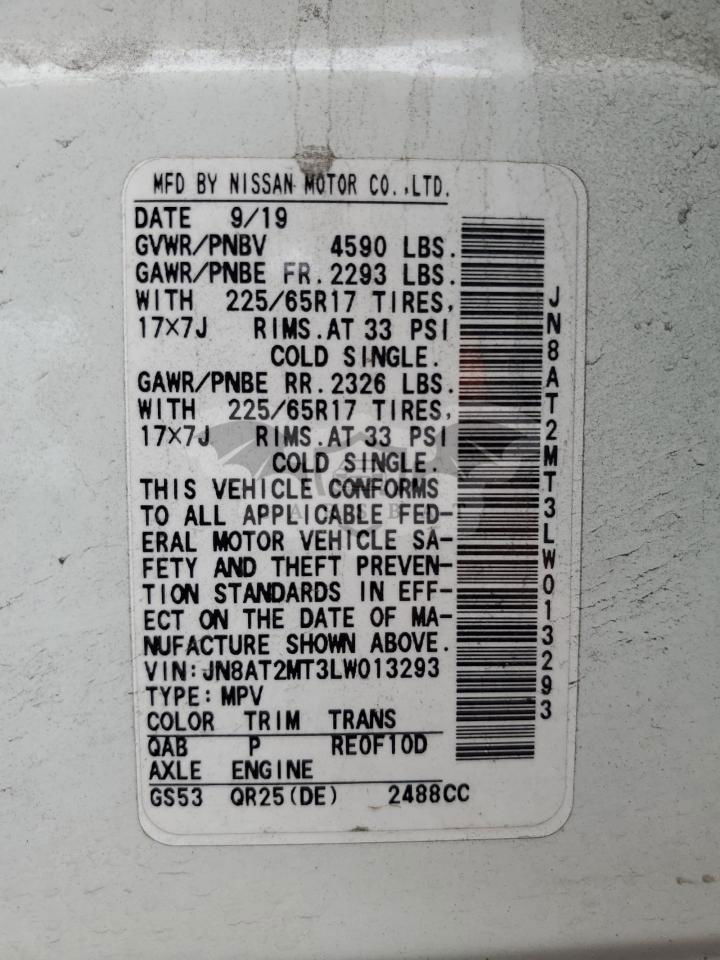 MFD BY NISSAN MOTOR CO.,LTD.
DATE 9/19
GVWR/PNBV 4590 LBS.
GAWR/PNBE FR.2293 LBS.
WITH 225/65R17 TIRES,
17×7J RIMS.AT 33 PSI
COLD SINGLE.
GAWR/PNBE RR.2326 LBS.
WITH 225/65R17 TIRES,
17×7J RIMS.AT 33 PSI
COLD SINGLE.
THIS VEHICLE CONFORMS
TO ALL APPLICABLE FED-
ERAL MOTOR VEHICLE SA-
FETY AND THEFT PREVEN-
TION STANDARDS IN EFF-
ECT ON THE DATE OF MA-
NUFACTURE SHOWN ABOVE.
VIN:JN8AT2MT3LW013293
TYPE:MPV
COLOR TRIM TRANS
QAB P RE0F10D
AXLE ENGINE
GS53 QR25(DE) 2488CC
JN8AT2MT3LW013293